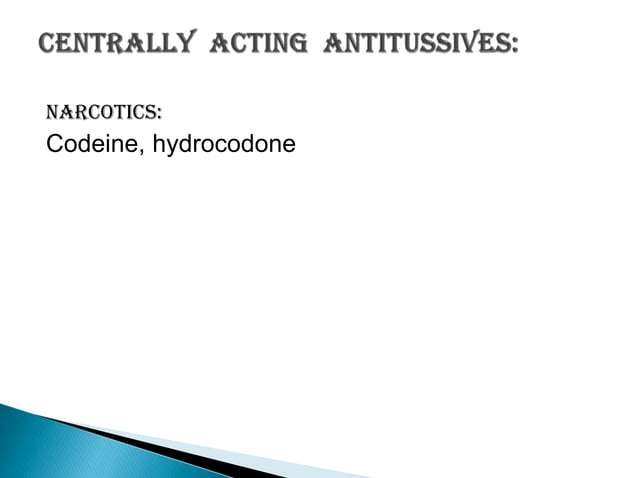 CENTRALLY ACTING ANTITUSSIVES:
NARCOTICS:
Codeine, hydrocodone